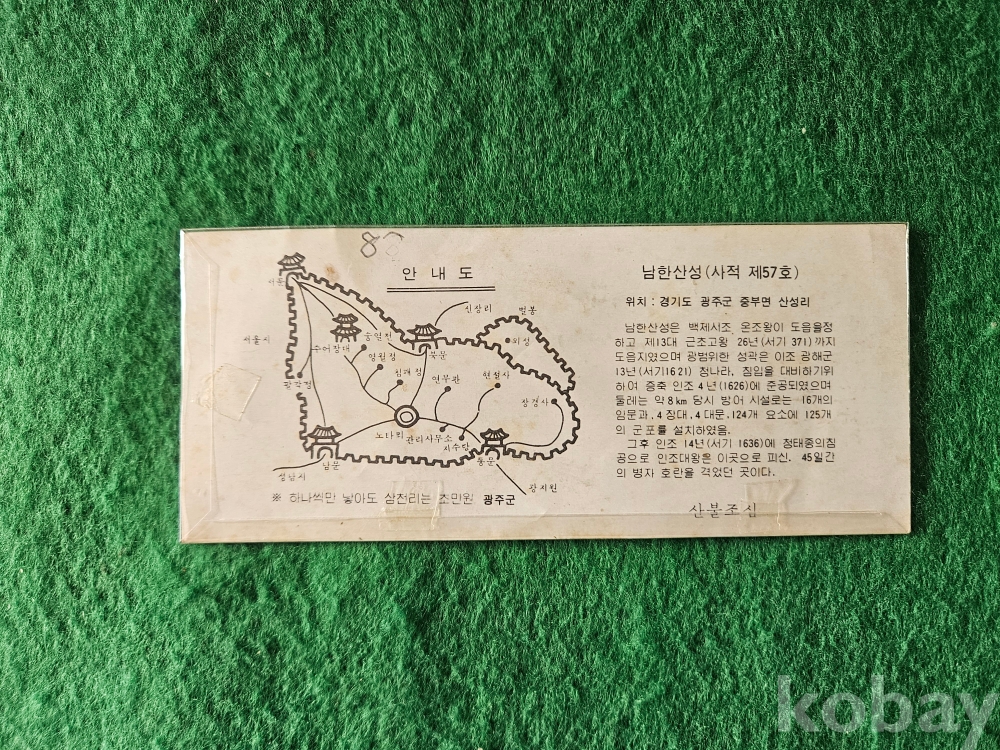 80
안 내 도
서문
신장리
벌봉
외성
서울시
수어장대
숭열전
영월정
침괘정
북문
연무관
현절사
장경사
로타리
관리사무소
지수당
남문
동문
성남시
광지원
※ 하나씩만 낳아도 삼천리는 초만원 광주군
남한산성 (사적 제57호)
위치 : 경기도 광주군 중부면 산성리
남한산성은 백제시조 온조왕이 도읍을정
하고 제13대 근초고왕 26년(서기 371)까지
도읍지였으며 광범위한 성곽은 이조 광해군
13년(서기1621) 청나라, 침입을 대비하기위
하여 증축 인조 4년(1626)에 준공되였으며
둘레는 약8km 당시 방어 시설로는 16개의
암문과, 4 장대, 4 대문, 124개 요소에 125개
의 군포를 설치하였음.
그후 인조 14년(서기 1636)에 청태종의침
공으로 인조대왕은 이곳으로 피신, 45일간
의 병자 호란을 격었던 곳이다.
산불조심
kobay